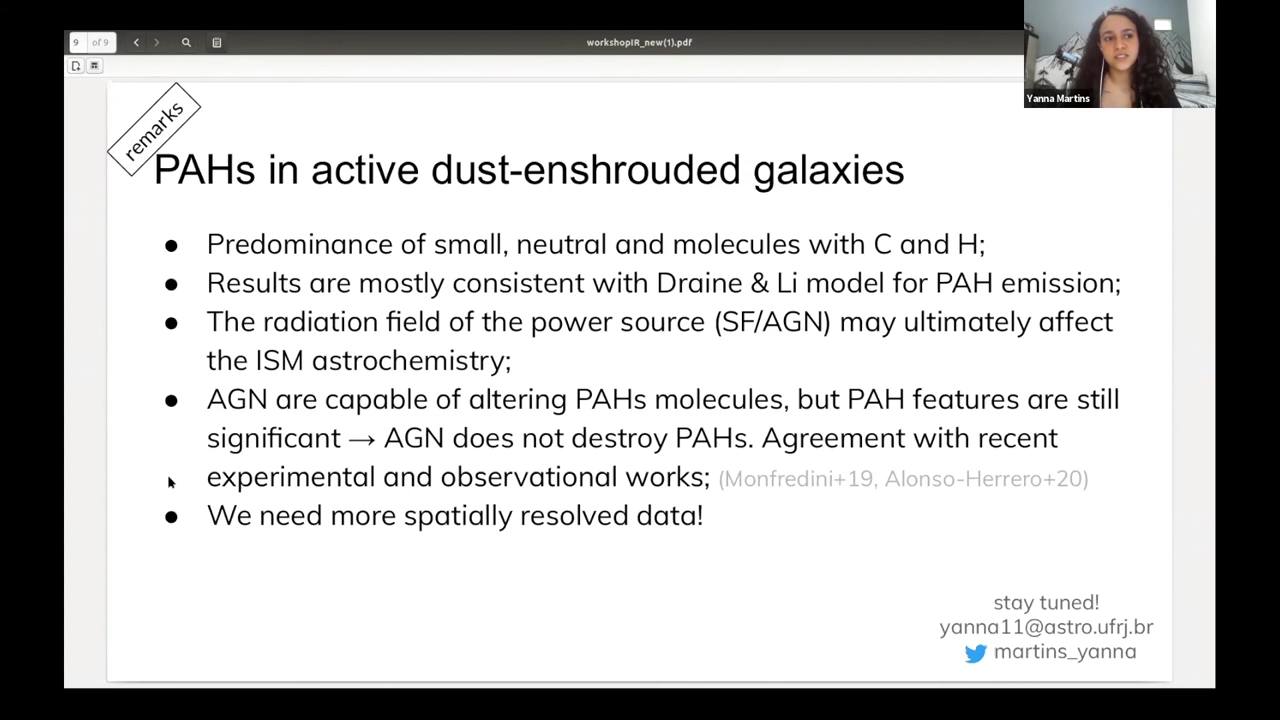 9 of 9
workshopIR_new(1).pdf
Yanna Martins
remarks
PAHs in active dust-enshrouded galaxies
● Predominance of small, neutral and molecules with C and H;
● Results are mostly consistent with Draine & Li model for PAH emission;
● The radiation field of the power source (SF/AGN) may ultimately affect
the ISM astrochemistry;
● AGN are capable of altering PAHs molecules, but PAH features are still
significant → AGN does not destroy PAHs. Agreement with recent
experimental and observational works; (Monfredini+19, Alonso-Herrero+20)
● We need more spatially resolved data!
stay tuned!
yanna11@astro.ufrj.br
martins_yanna